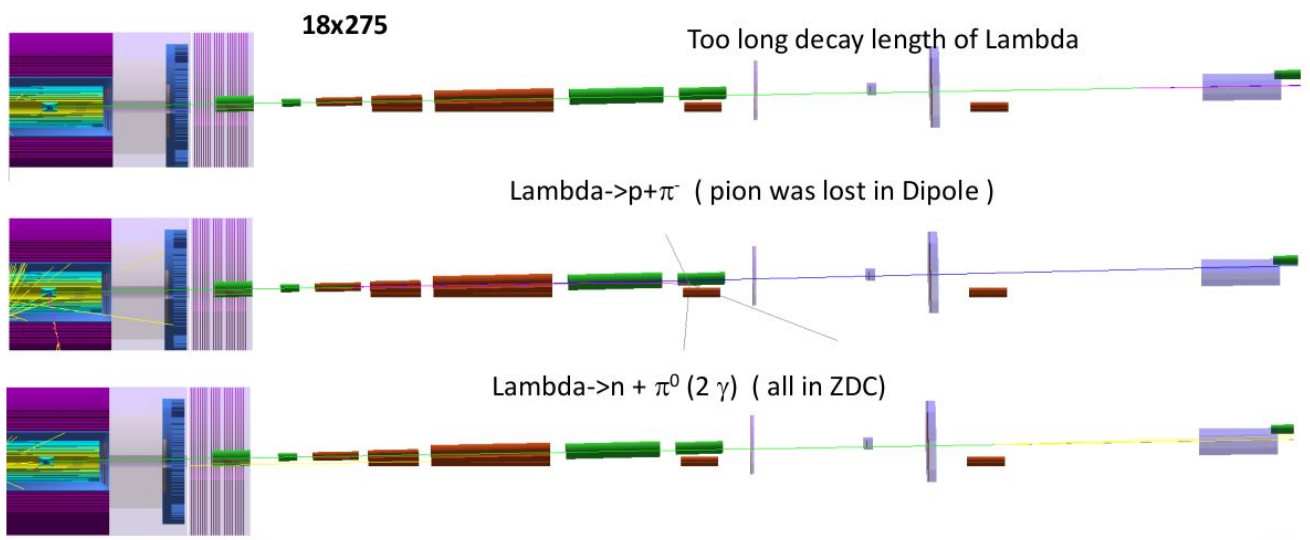 18x275
Too long decay length of Lambda
Lambda->p+π⁻ ( pion was lost in Dipole )
Lambda->n + π⁰ (2 γ) ( all in ZDC)